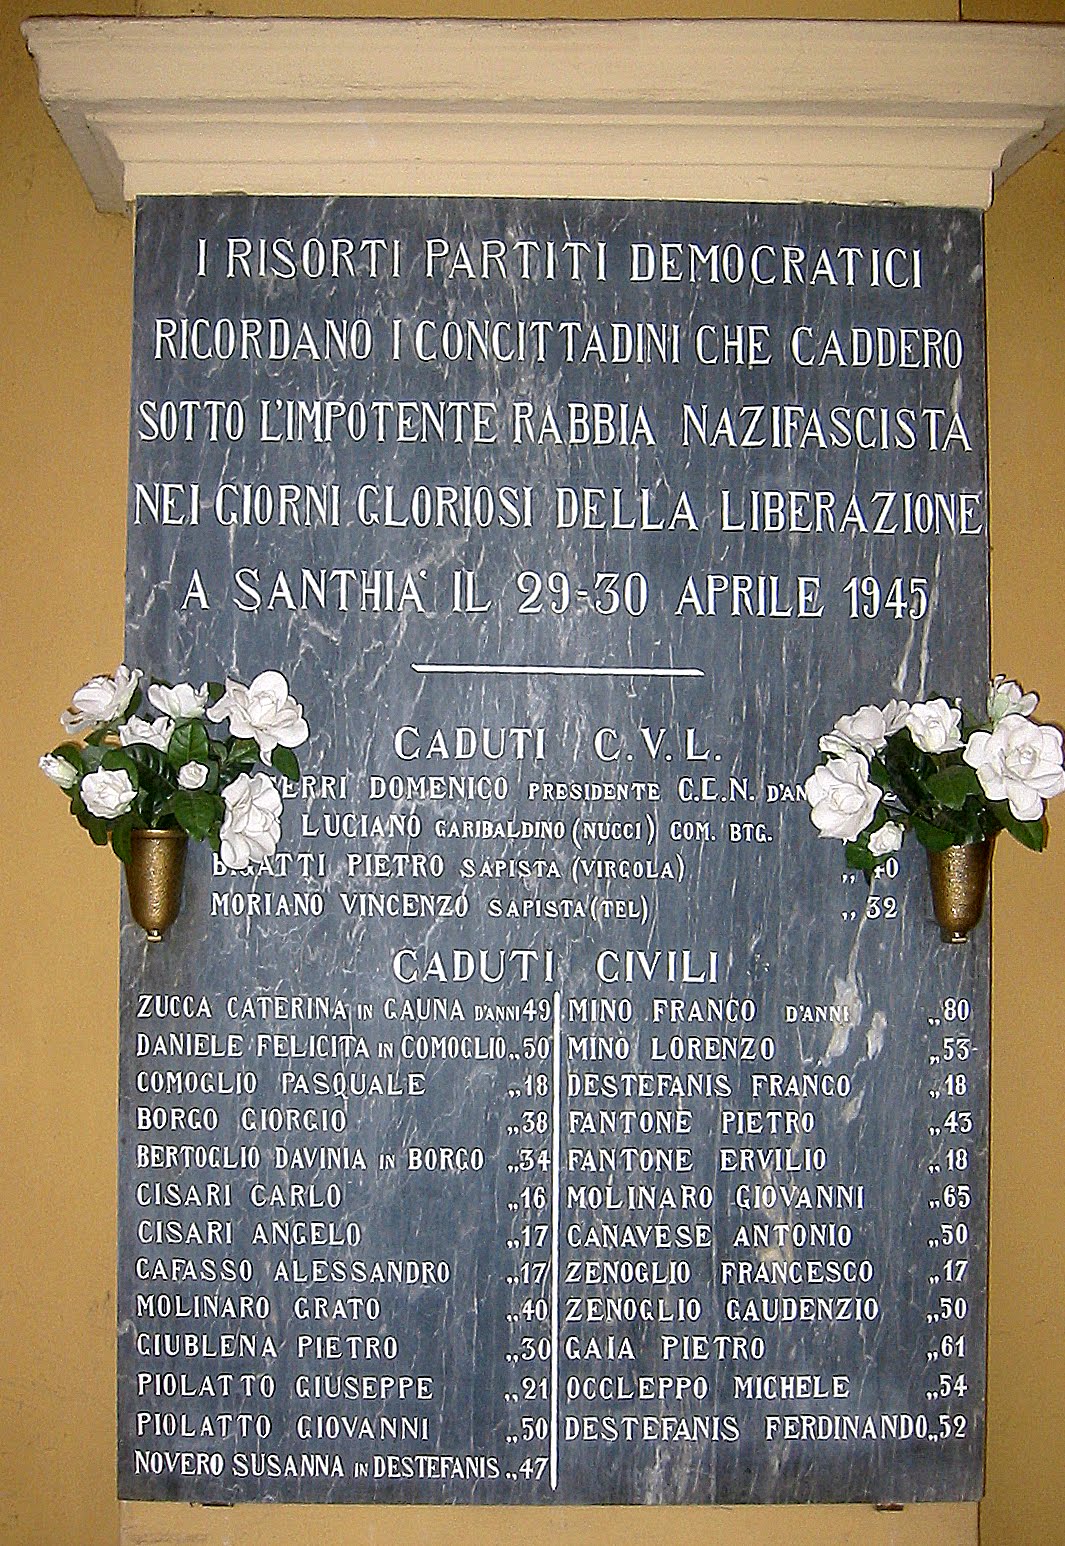 I RISORTI PARTITI DEMOCRATICI
RICORDANO I CONCITTADINI CHE CADDERO
SOTTO L'IMPOTENTE RABBIA NAZIFASCISTA
NEI GIORNI GLORIOSI DELLA LIBERAZIONE
A SANTHIA' IL 29-30 APRILE 1945
CADUTI C.V.L.
DOMENICO PRESIDENTE C.L.N.
LUCIANO GARIBALDINO (NUCCI) COM. BTG.
PIETRO SAPISTA (VIRGOLA) ,, 40
MORIANO VINCENZO SAPISTA (TEL) ,, 32
CADUTI CIVILI
ZUCCA CATERINA IN GAUNA D'ANNI 49
DANIELE FELICITA IN COMOGLIO ,, 50
COMOGLIO PASQUALE ,, 18
BORGO GIORGIO ,, 38
BERTOGLIO DAVINIA IN BORGO ,, 34
CISARI CARLO ,, 16
CISARI ANGELO ,, 17
CAFASSO ALESSANDRO ,, 17
MOLINARO GRATO ,, 40
GIUBLENA PIETRO ,, 30
PIOLATTO GIUSEPPE ,, 21
PIOLATTO GIOVANNI ,, 50
NOVERO SUSANNA IN DESTEFANIS ,, 47
MINO FRANCO D'ANNI ,, 80
MINO LORENZO ,, 53
DESTEFANIS FRANCO ,, 18
FANTONE PIETRO ,, 43
FANTONE ERVILIO ,, 18
MOLINARO GIOVANNI ,, 65
CANAVESE ANTONIO ,, 50
ZENOGLIO FRANCESCO ,, 17
ZENOGLIO GAUDENZIO ,, 50
GAIA PIETRO ,, 61
OCCLEPPO MICHELE ,, 54
DESTEFANIS FERDINANDO ,, 52